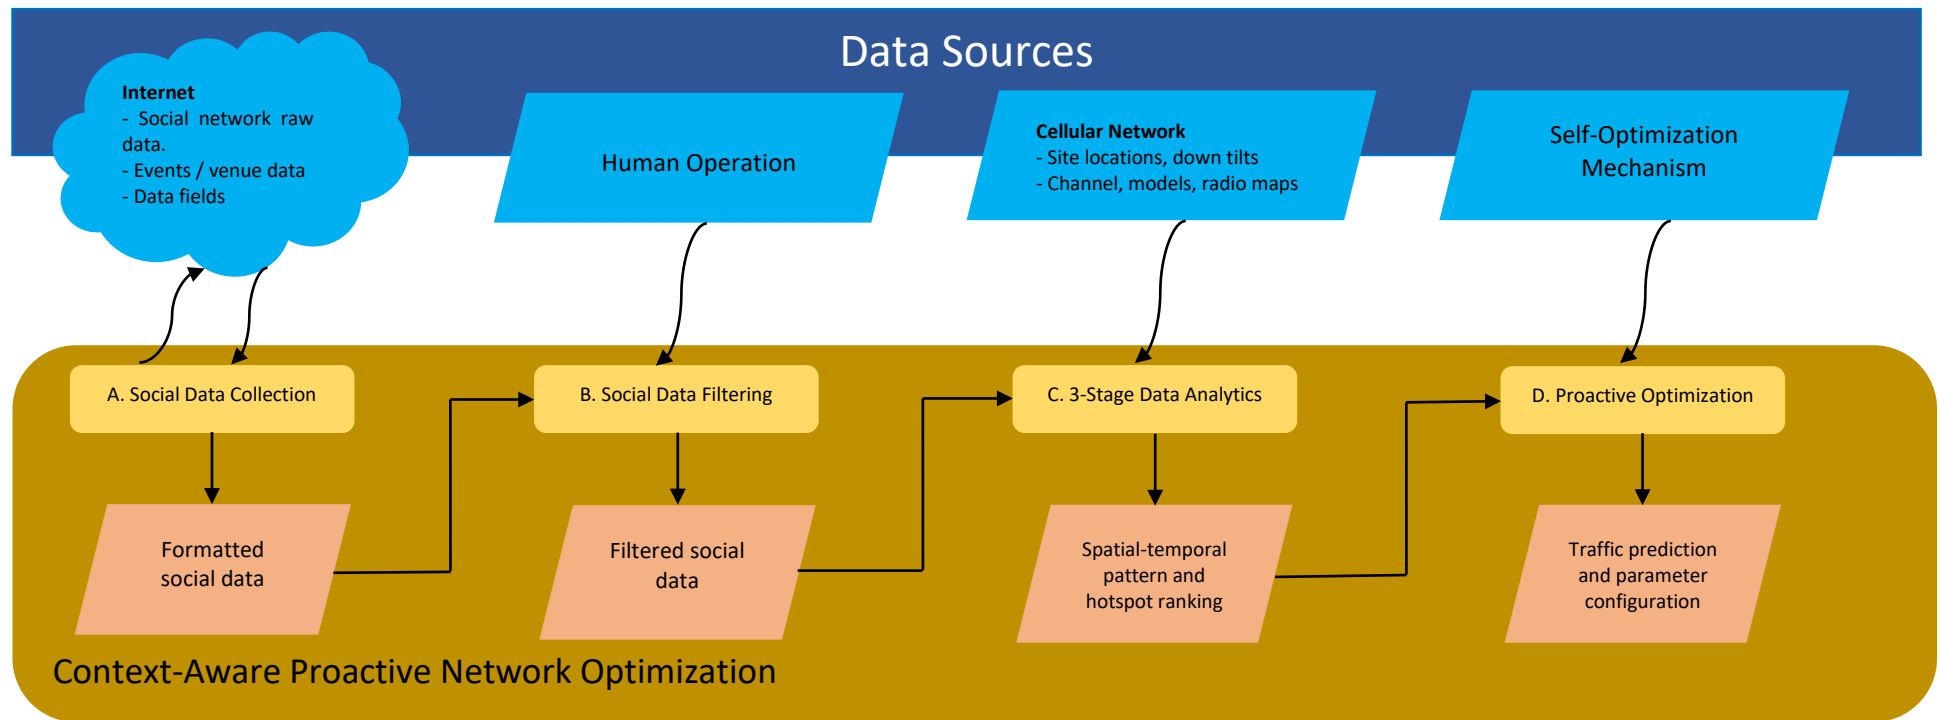 Data Sources
Internet
- Social network raw
data.
- Events / venue data
- Data fields
Human Operation
Cellular Network
- Site locations, down tilts
- Channel, models, radio maps
Self-Optimization
Mechanism
A. Social Data Collection
B. Social Data Filtering
C. 3-Stage Data Analytics
D. Proactive Optimization
Formatted
social data
Filtered social
data
Spatial-temporal
pattern and
hotspot ranking
Traffic prediction
and parameter
configuration
Context-Aware Proactive Network Optimization